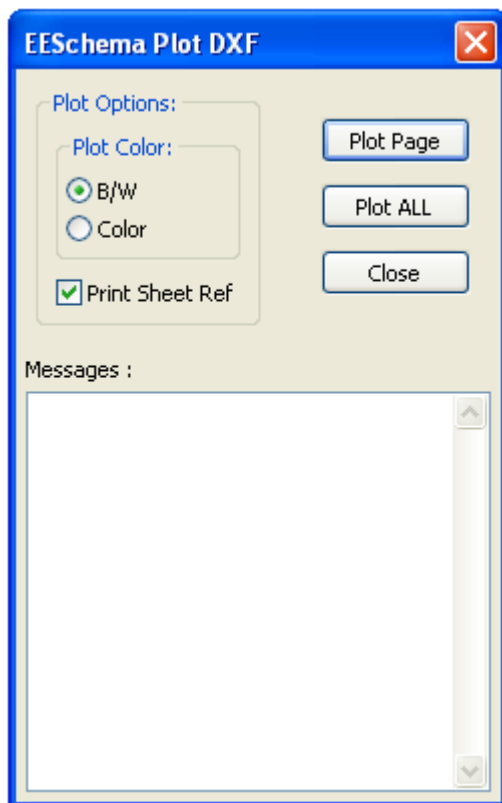 EESchema Plot DXF
Plot Options:
Plot Color:
B/W
Color
Print Sheet Ref
Plot Page
Plot ALL
Close
Messages :